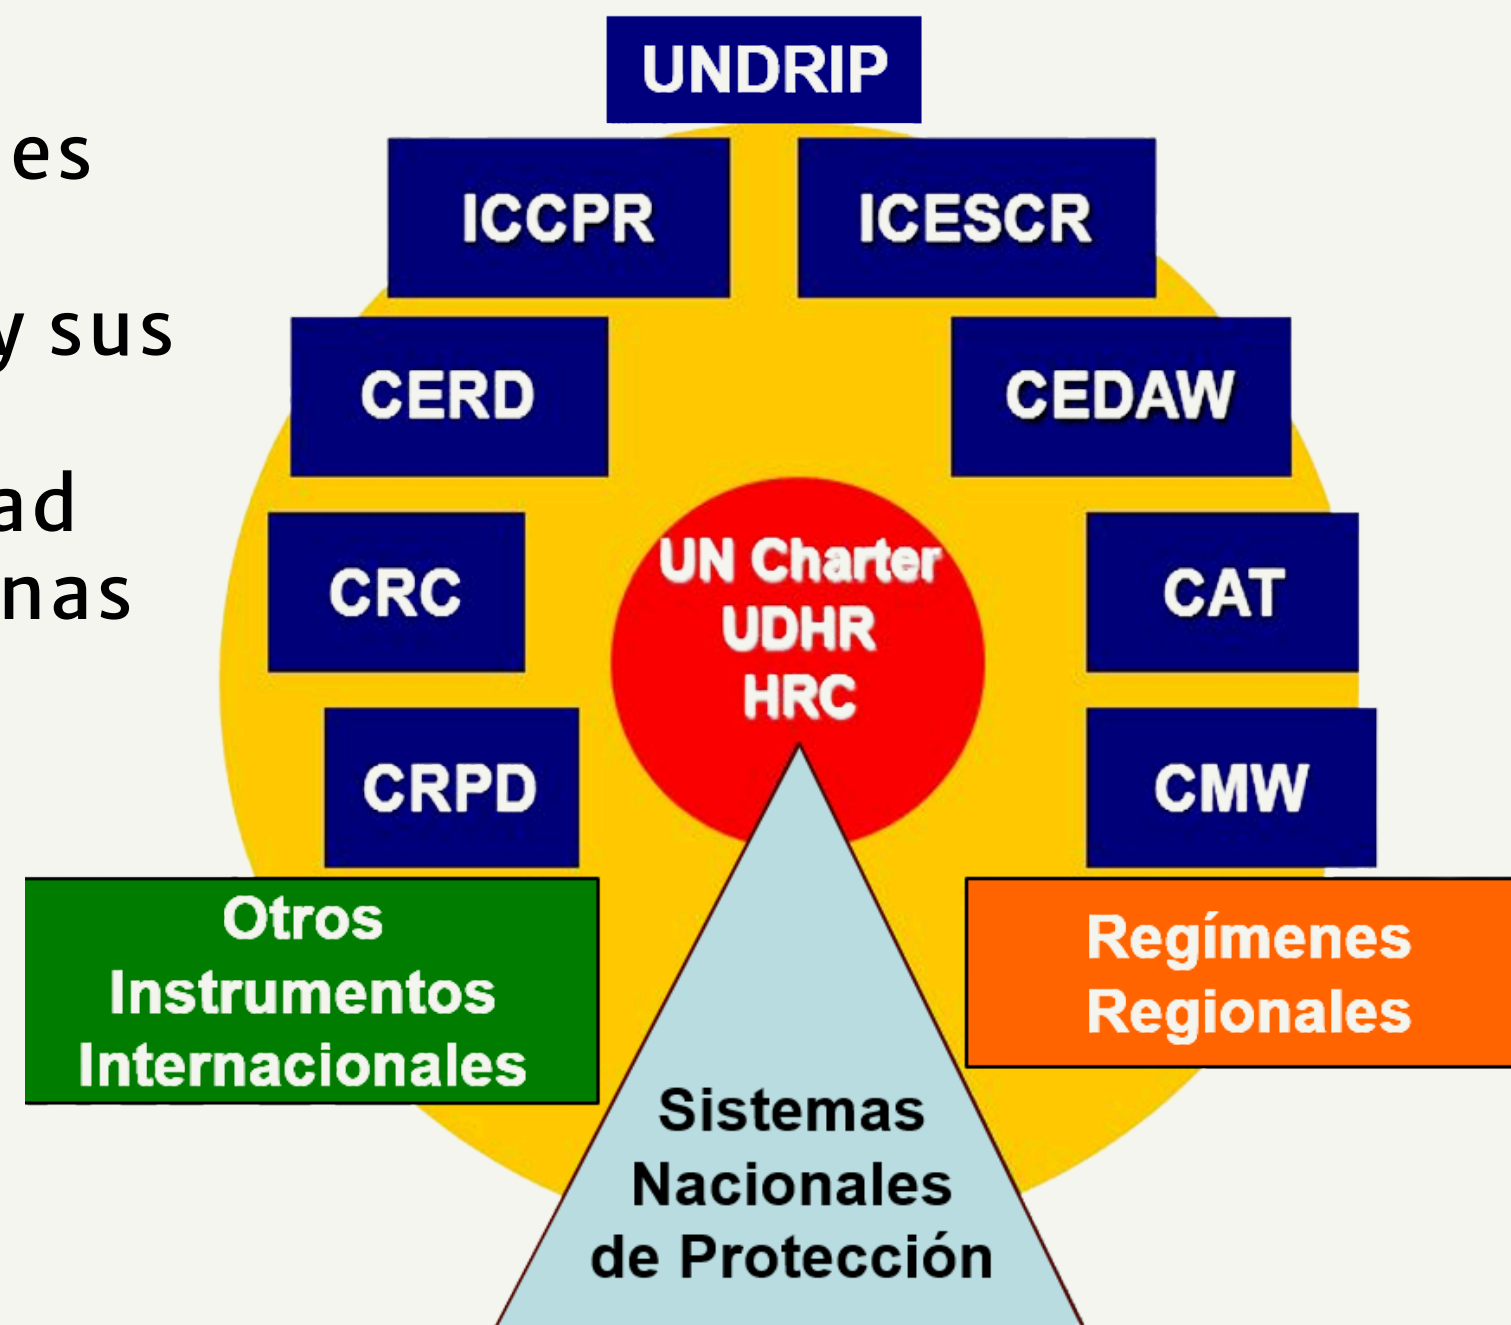 es
y sus
ad
nas
UNDRIP
ICCPR
ICESCR
CERD
CEDAW
CRC
UN Charter
UDHR
HRC
CAT
CRPD
CMW
Otros
Instrumentos
Internacionales
Regímenes
Regionales
Sistemas
Nacionales
de Protección